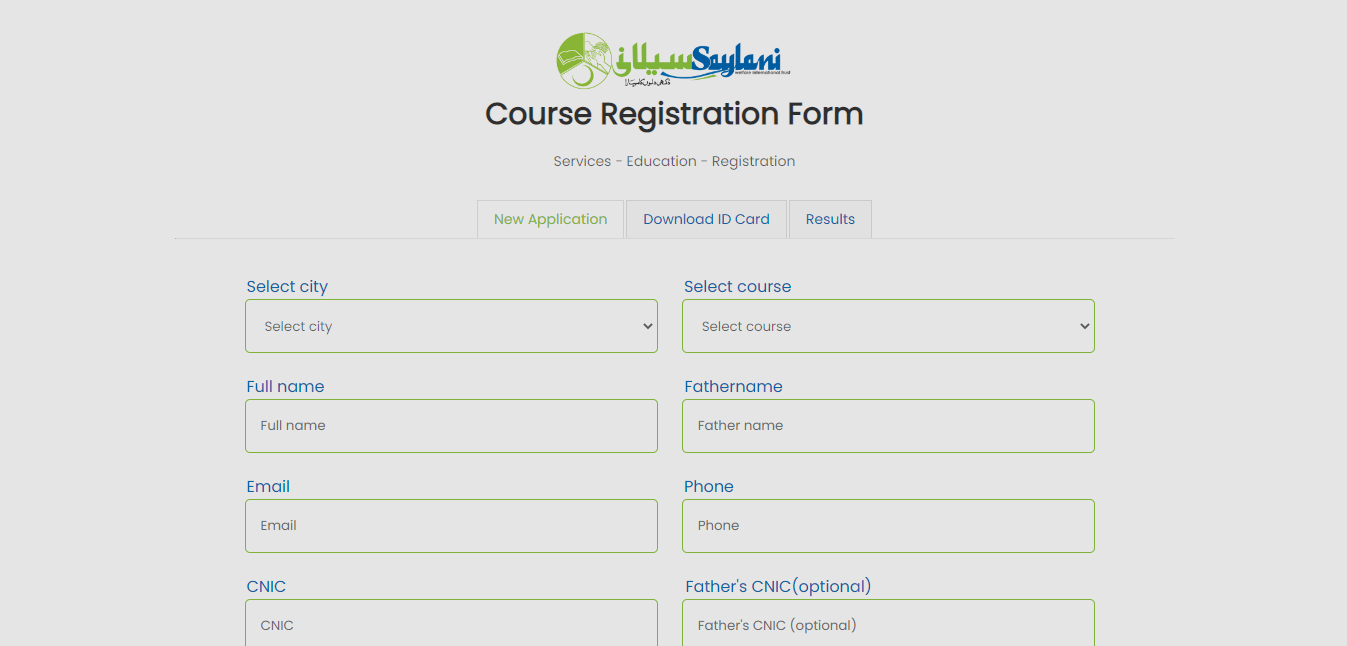 سیلانی Saylani
welfare international trust
Course Registration Form
Services - Education - Registration
New Application Download ID Card Results
Select city Select course
Select city Select course
Full name Fathername
Full name Father name
Email Phone
Email Phone
CNIC Father's CNIC(optional)
CNIC Father's CNIC (optional)